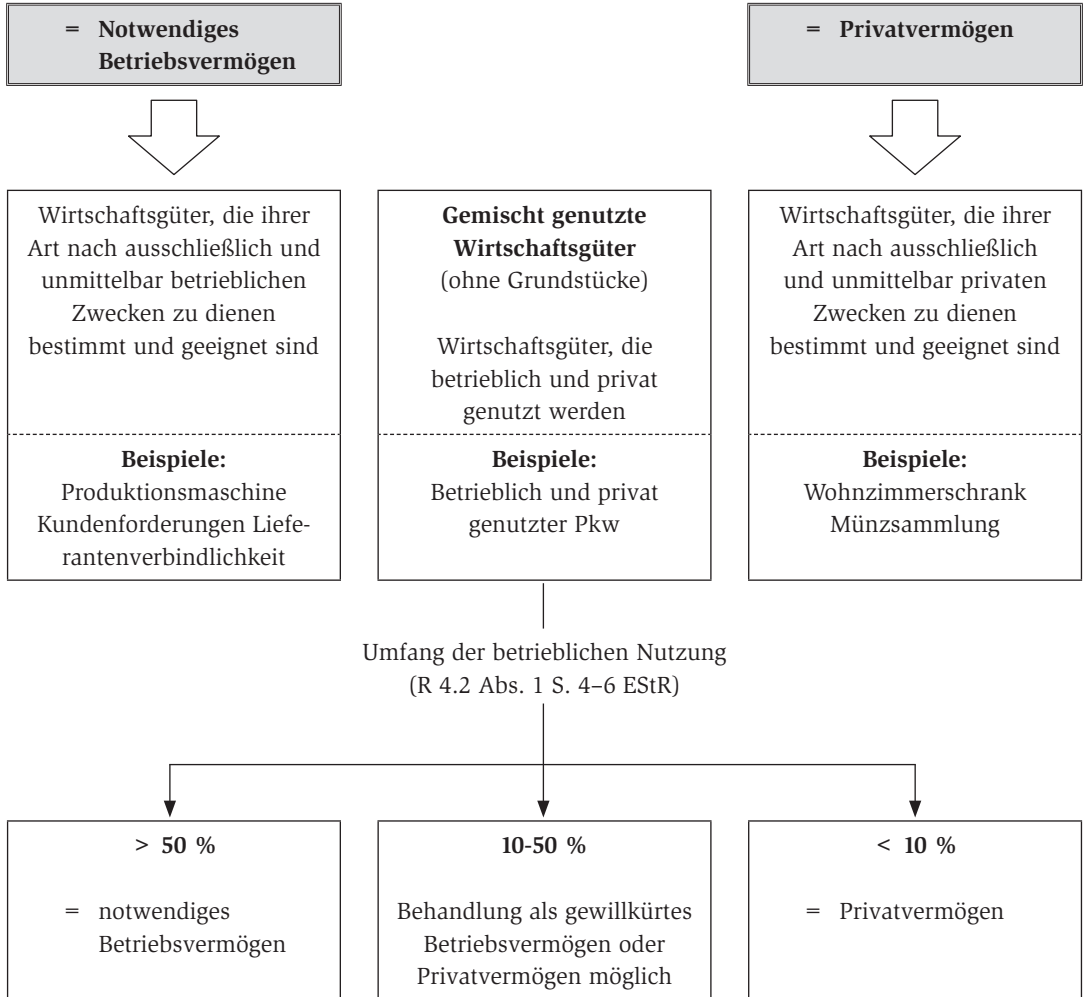 = Notwendiges
Betriebsvermögen
= Privatvermögen
Wirtschaftsgüter, die ihrer
Art nach ausschließlich und
unmittelbar betrieblichen
Zwecken zu dienen
bestimmt und geeignet sind
Beispiele:
Produktionsmaschine
Kundenforderungen Liefe-
rantenverbindlichkeit
Gemischt genutzte
Wirtschaftsgüter
(ohne Grundstücke)
Wirtschaftsgüter, die
betrieblich und privat
genutzt werden
Beispiele:
Betrieblich und privat
genutzter Pkw
Wirtschaftsgüter, die ihrer
Art nach ausschließlich
und unmittelbar privaten
Zwecken zu dienen
bestimmt und geeignet sind
Beispiele:
Wohnzimmerschrank
Münzsammlung
Umfang der betrieblichen Nutzung
(R 4.2 Abs. 1 S. 4–6 EStR)
> 50 %
= notwendiges
Betriebsvermögen
10-50 %
Behandlung als gewillkürtes
Betriebsvermögen oder
Privatvermögen möglich
< 10 %
= Privatvermögen